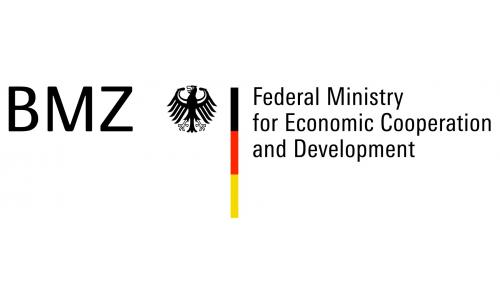 BMZ
Federal Ministry
for Economic Cooperation
and Development